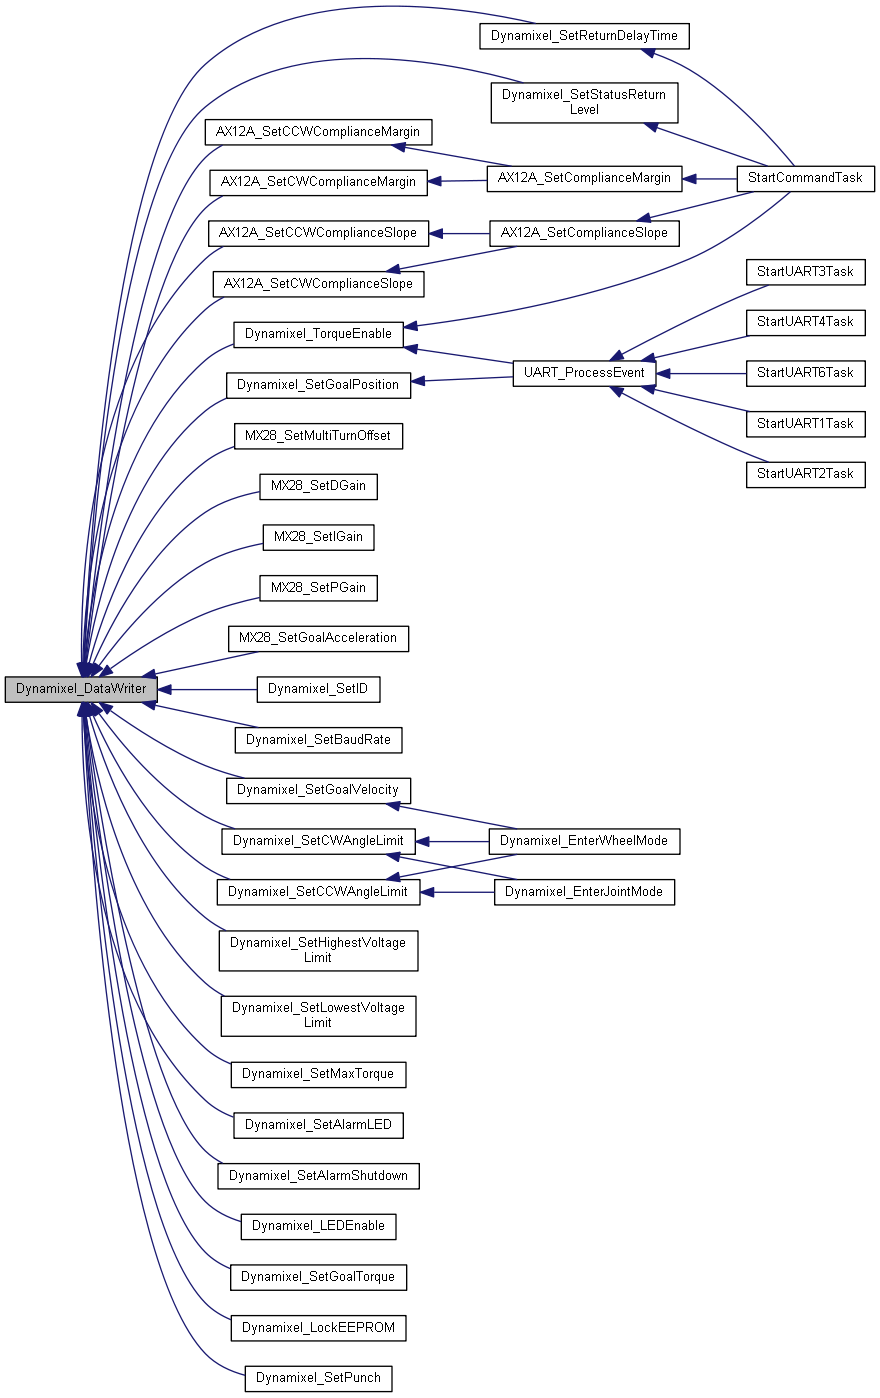 Dynamixel_SetReturnDelayTime
Dynamixel_SetStatusReturn
Level
AX12A_SetCCWComplianceMargin
AX12A_SetCWComplianceMargin
AX12A_SetComplianceMargin
StartCommandTask
AX12A_SetCCWComplianceSlope
AX12A_SetComplianceSlope
AX12A_SetCWComplianceSlope
StartUART3Task
Dynamixel_TorqueEnable
StartUART4Task
Dynamixel_SetGoalPosition
UART_ProcessEvent
StartUART6Task
MX28_SetMultiTurnOffset
StartUART1Task
MX28_SetDGain
StartUART2Task
MX28_SetIGain
MX28_SetPGain
MX28_SetGoalAcceleration
Dynamixel_DataWriter
Dynamixel_SetID
Dynamixel_SetBaudRate
Dynamixel_SetGoalVelocity
Dynamixel_SetCWAngleLimit
Dynamixel_EnterWheelMode
Dynamixel_SetCCWAngleLimit
Dynamixel_EnterJointMode
Dynamixel_SetHighestVoltage
Limit
Dynamixel_SetLowestVoltage
Limit
Dynamixel_SetMaxTorque
Dynamixel_SetAlarmLED
Dynamixel_SetAlarmShutdown
Dynamixel_LEDEnable
Dynamixel_SetGoalTorque
Dynamixel_LockEEPROM
Dynamixel_SetPunch